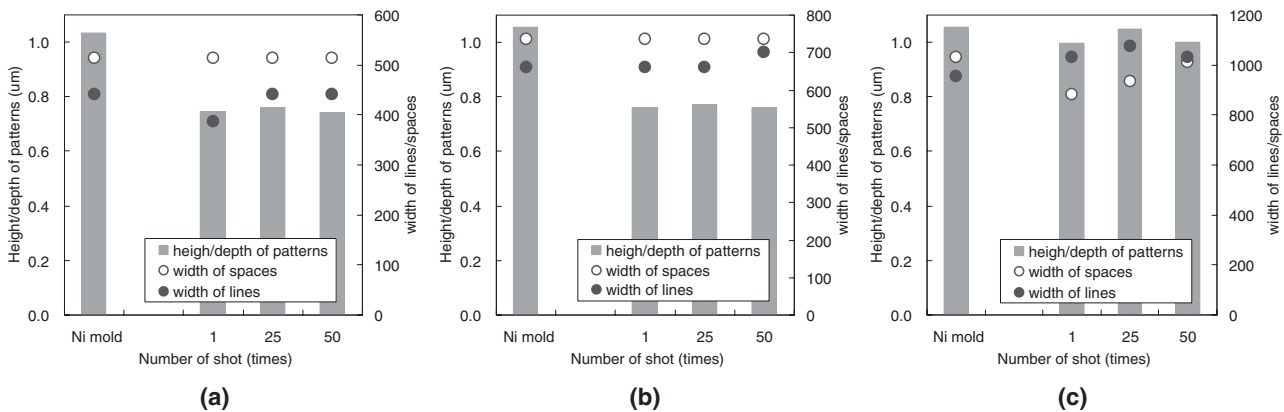 1.0
0.8
0.6
0.4
0.2
0.0
Height/depth of patterns (um)
600
500
400
300
200
100
0
width of lines/spaces
heigh/depth of patterns
width of spaces
width of lines
Ni mold 1 25 50
Number of shot (times)
(a)
1.0
0.8
0.6
0.4
0.2
0.0
Height/depth of patterns (um)
800
700
600
500
400
300
200
100
0
width of lines/spaces
heigh/depth of patterns
width of spaces
width of lines
Ni mold 1 25 50
Number of shot (times)
(b)
1.0
0.8
0.6
0.4
0.2
0.0
Height/depth of patterns (um)
1200
1000
800
600
400
200
0
width of lines/spaces
heigh/depth of patterns
width of spaces
width of lines
Ni mold 1 25 50
Number of shot (times)
(c)